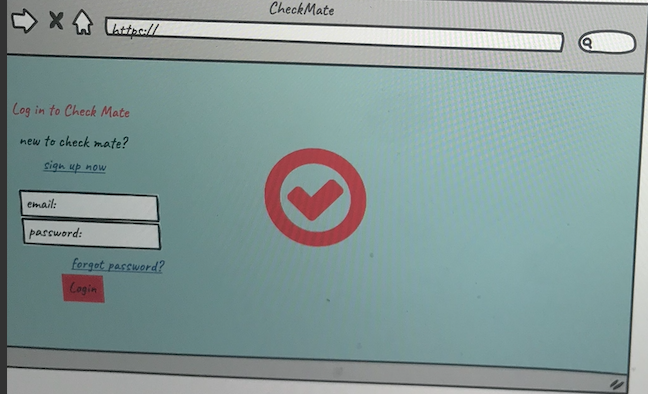 CheckMate
https://
Log in to Check Mate
new to check mate?
sign up now
email:
password:
forgot password?
Login